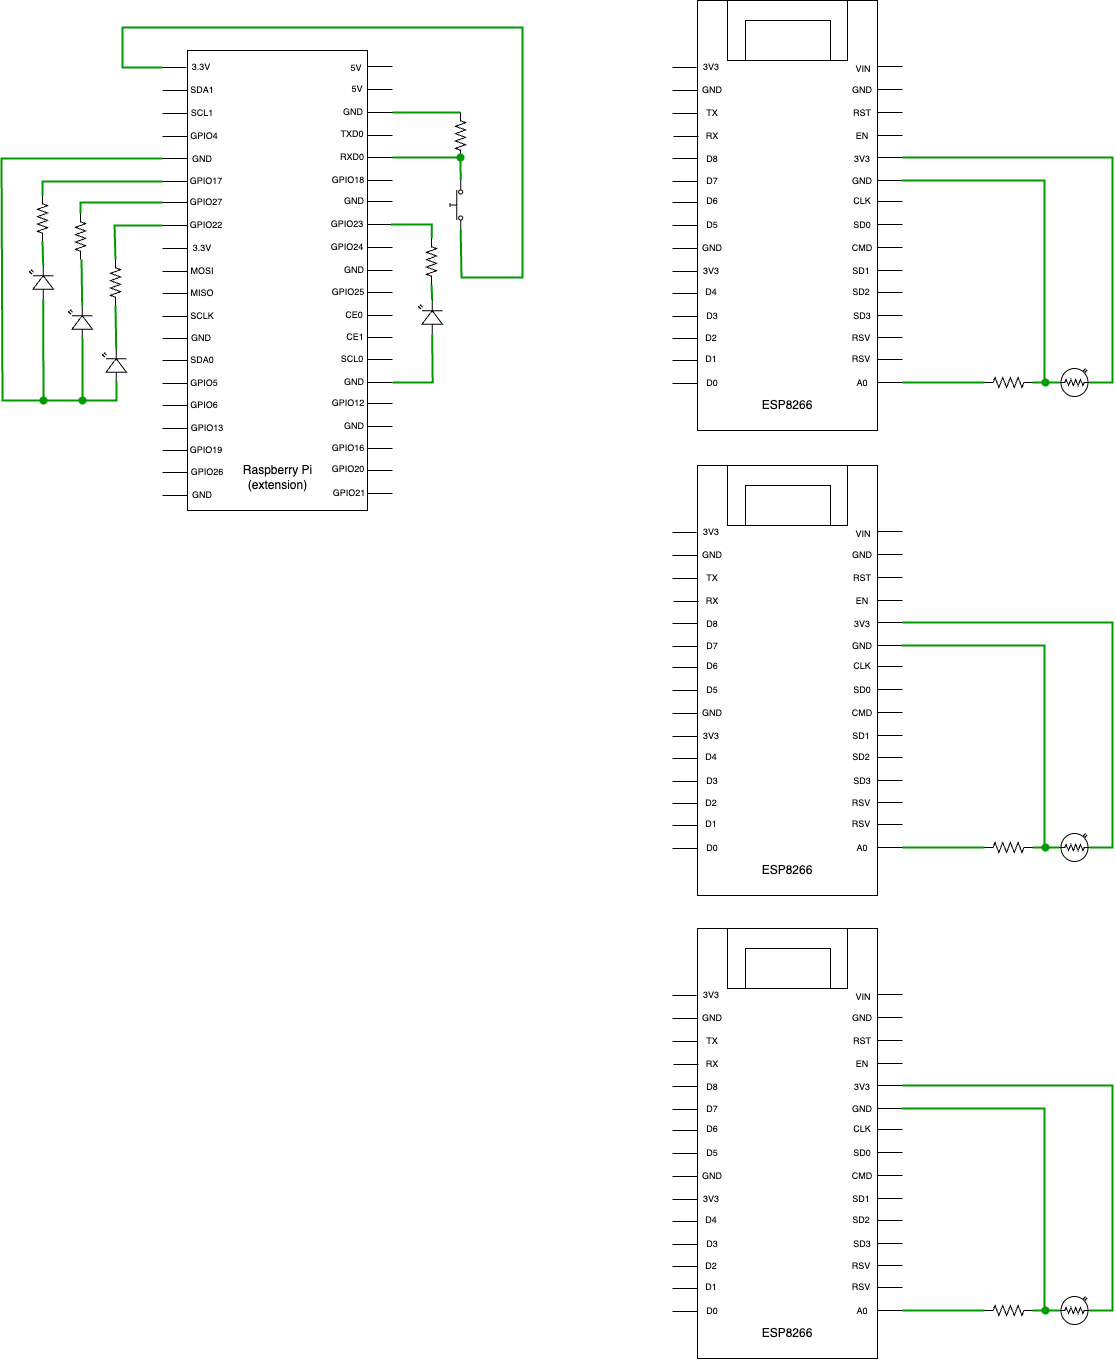 3.3V
SDA1
SCL1
GPIO4
GND
GPIO17
GPIO27
GPIO22
3.3V
MOSI
MISO
SCLK
GND
SDA0
GPIO5
GPIO6
GPIO13
GPIO19
GPIO26
GND
5V
5V
GND
TXD0
RXD0
GPIO18
GND
GPIO23
GPIO24
GND
GPIO25
CE0
CE1
SCL0
GND
GPIO12
GND
GPIO16
GPIO20
GPIO21
Raspberry Pi
(extension)
3V3
GND
TX
RX
D8
D7
D6
D5
GND
3V3
D4
D3
D2
D1
D0
VIN
GND
RST
EN
3V3
GND
CLK
SD0
CMD
SD1
SD2
SD3
RSV
RSV
A0
ESP8266
3V3
GND
TX
RX
D8
D7
D6
D5
GND
3V3
D4
D3
D2
D1
D0
VIN
GND
RST
EN
3V3
GND
CLK
SD0
CMD
SD1
SD2
SD3
RSV
RSV
A0
ESP8266
3V3
GND
TX
RX
D8
D7
D6
D5
GND
3V3
D4
D3
D2
D1
D0
VIN
GND
RST
EN
3V3
GND
CLK
SD0
CMD
SD1
SD2
SD3
RSV
RSV
A0
ESP8266